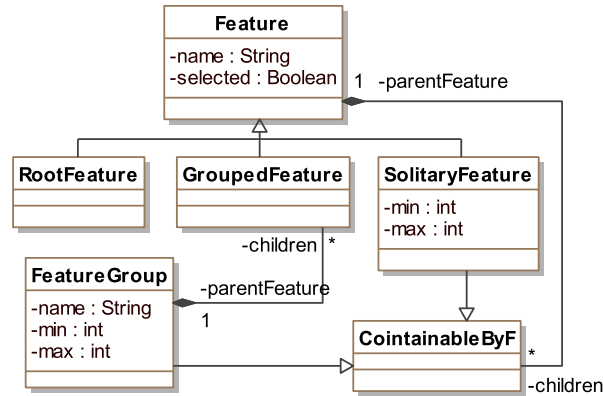 Feature
-name : String
-selected : Boolean
1 -parentFeature
RootFeature
GroupedFeature
SolitaryFeature
-min : int
-max : int
-children *
FeatureGroup
-name : String
-min : int
-max : int
-parentFeature
1
CointainableByF
*
-children